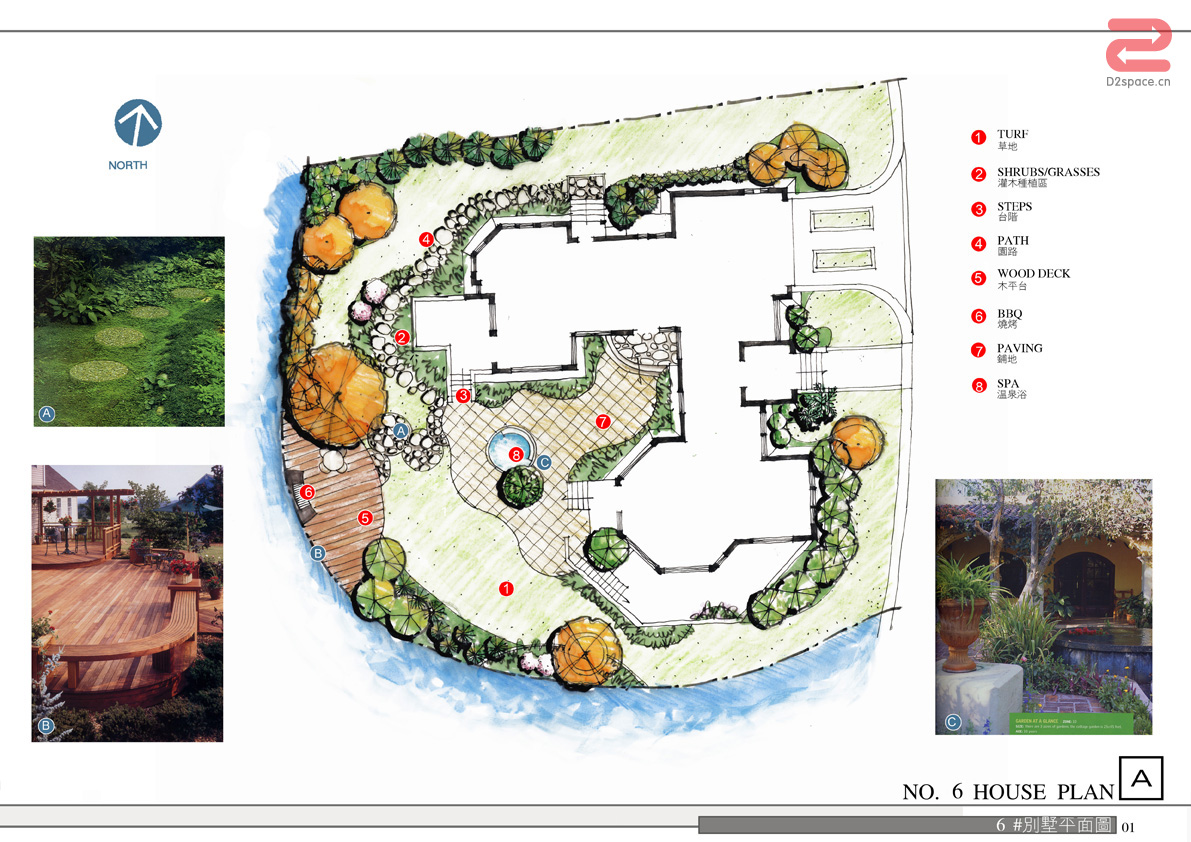 D2space.cn
NORTH
1 TURF
草地
2 SHRUBS/GRASSES
灌木種植區
3 STEPS
台階
4 PATH
園路
5 WOOD DECK
木平台
6 BBQ
燒烤
7 PAVING
鋪地
8 SPA
溫泉浴
4
2
3
7
A
8
C
6
5
B
1
A
B
C
GARDEN AT A GLANCE
NO. 6 HOUSE PLAN A
6 #別墅平面圖 01